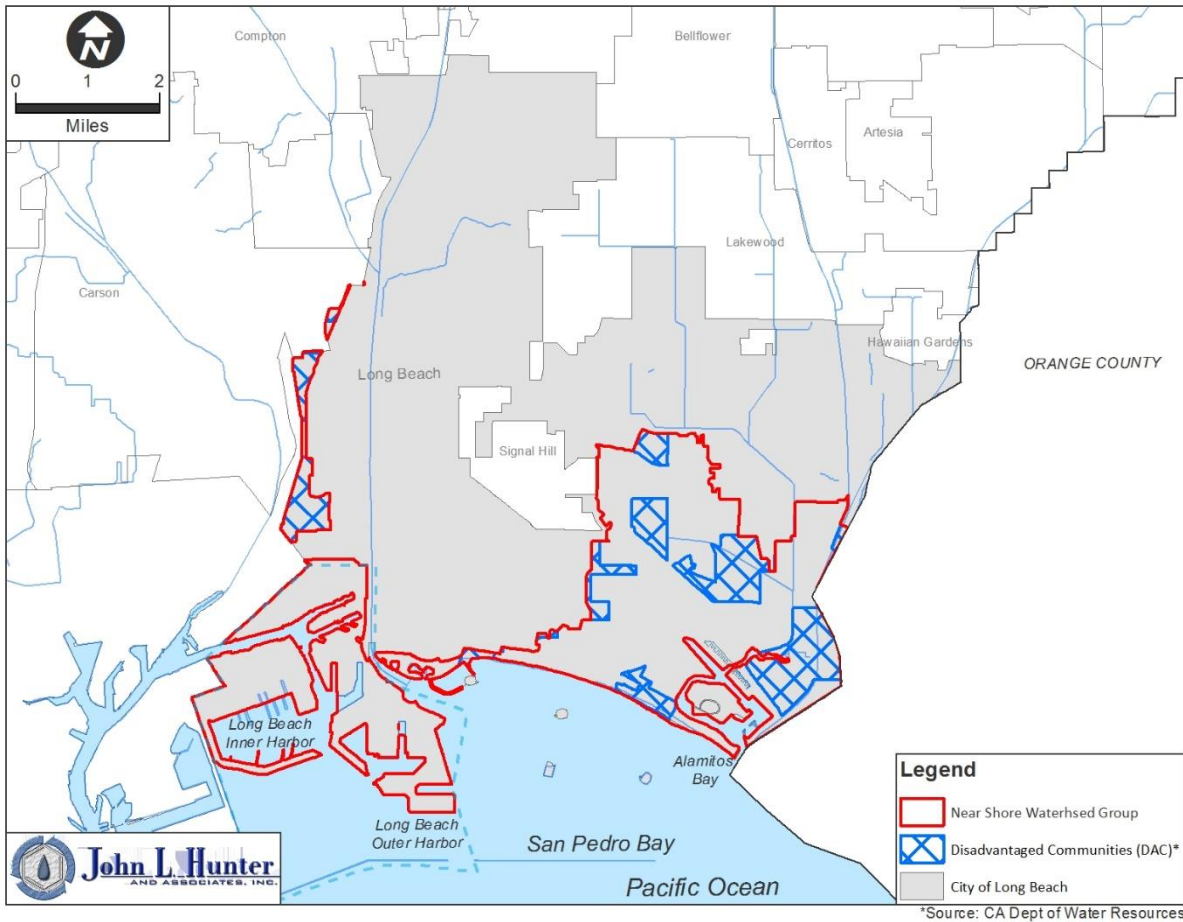 N
0 1 2
Miles
Compton
Bellflower
Cerritos
Artesia
Lakewood
Carson
Hawaiian Gardens
ORANGE COUNTY
Long Beach
Signal Hill
Long Beach
Inner Harbor
Alamitos
Bay
Long Beach
Outer Harbor
San Pedro Bay
Pacific Ocean
Legend
Near Shore Waterhsed Group
Disadvantaged Communities (DAC)*
City of Long Beach
John L. Hunter
AND ASSOCIATES, INC.
*Source: CA Dept of Water Resources